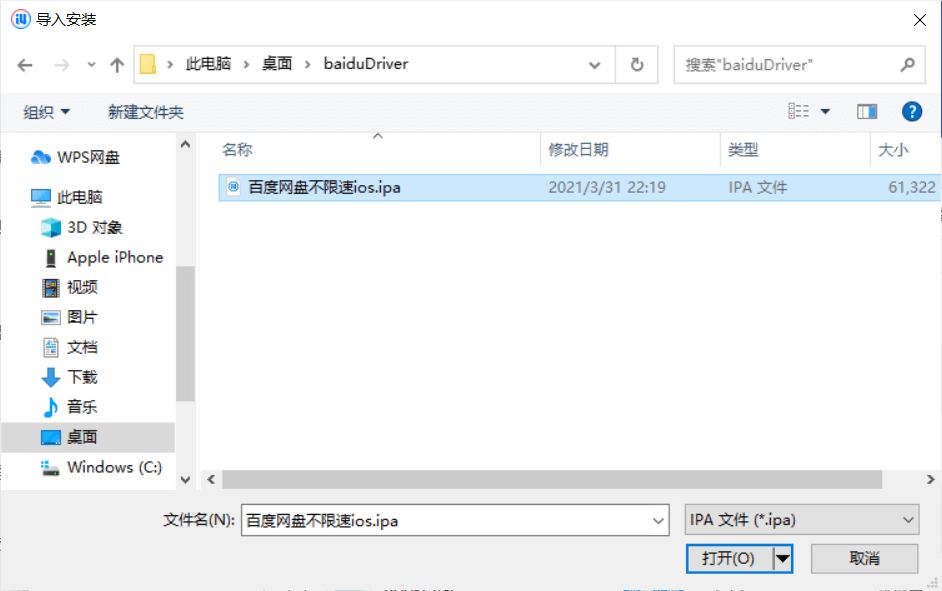 导入安装
此电脑 桌面 baiduDriver
搜索"baiduDriver"
组织 新建文件夹
名称 修改日期 类型 大小
百度网盘不限速ios.ipa 2021/3/31 22:19 IPA 文件 61,322
WPS网盘
此电脑
3D 对象
Apple iPhone
视频
图片
文档
下载
音乐
桌面
Windows (C:)
文件名(N): 百度网盘不限速ios.ipa IPA 文件 (*.ipa)
打开(O) 取消